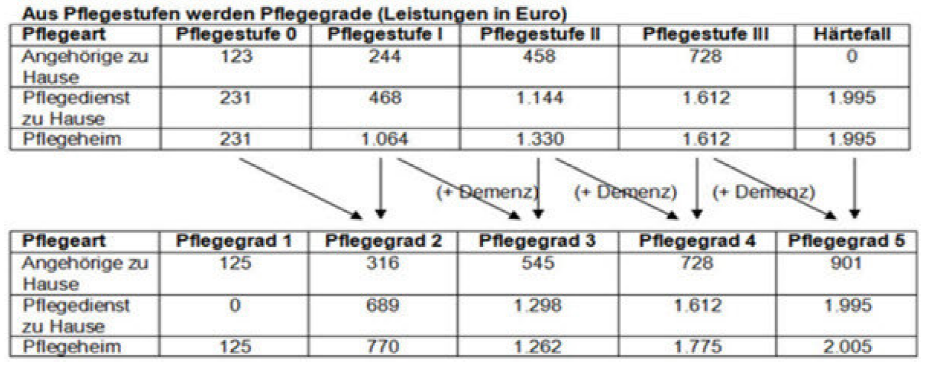 Aus Pflegestufen werden Pflegegrade (Leistungen in Euro)
Pflegeart Pflegestufe 0 Pflegestufe I Pflegestufe II Pflegestufe III Härtefall
Angehörige zu Hause 123 244 458 728 0
Pflegedienst zu Hause 231 468 1.144 1.612 1.995
Pflegeheim 231 1.064 1.330 1.612 1.995
(+ Demenz) (+ Demenz) (+ Demenz)
Pflegeart Pflegegrad 1 Pflegegrad 2 Pflegegrad 3 Pflegegrad 4 Pflegegrad 5
Angehörige zu Hause 125 316 545 728 901
Pflegedienst zu Hause 0 689 1.298 1.612 1.995
Pflegeheim 125 770 1.262 1.775 2.005